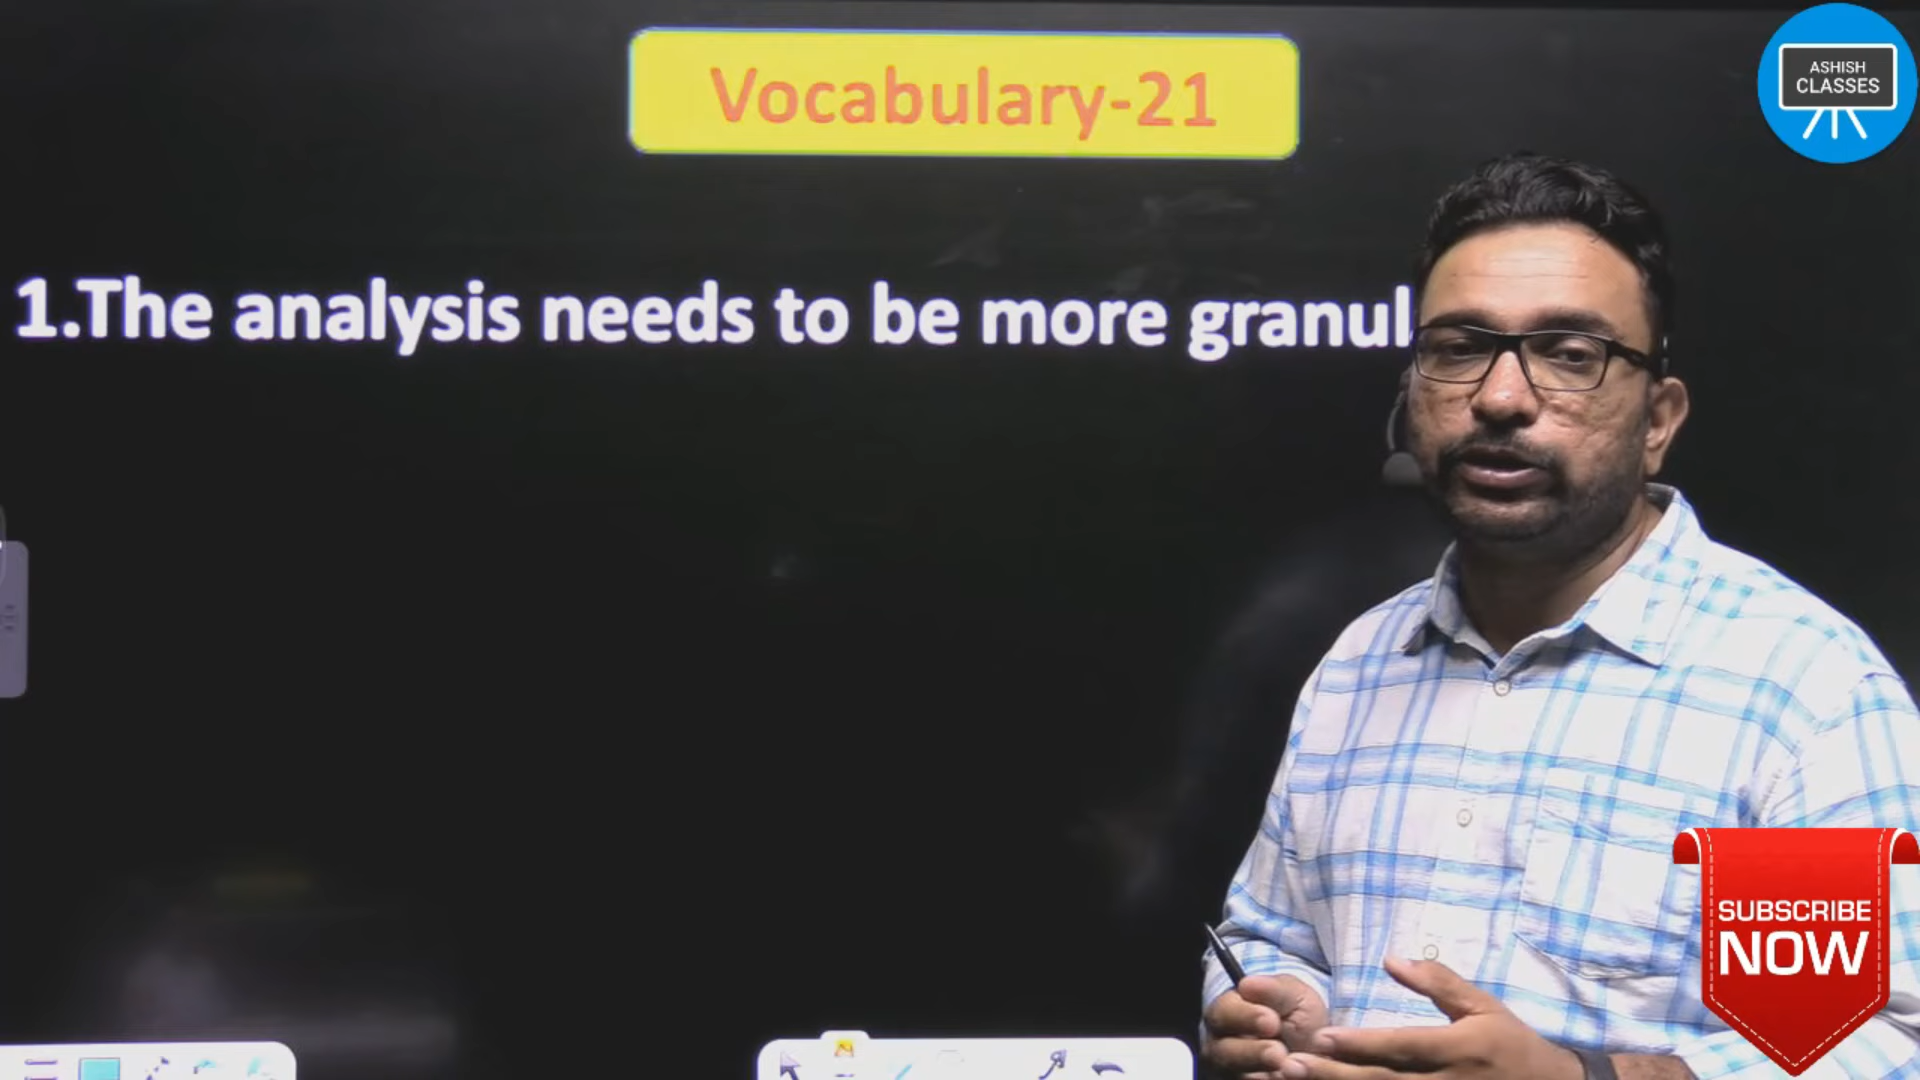 Vocabulary-21
ASHISH
CLASSES
1.The analysis needs to be more granul
SUBSCRIBE
NOW